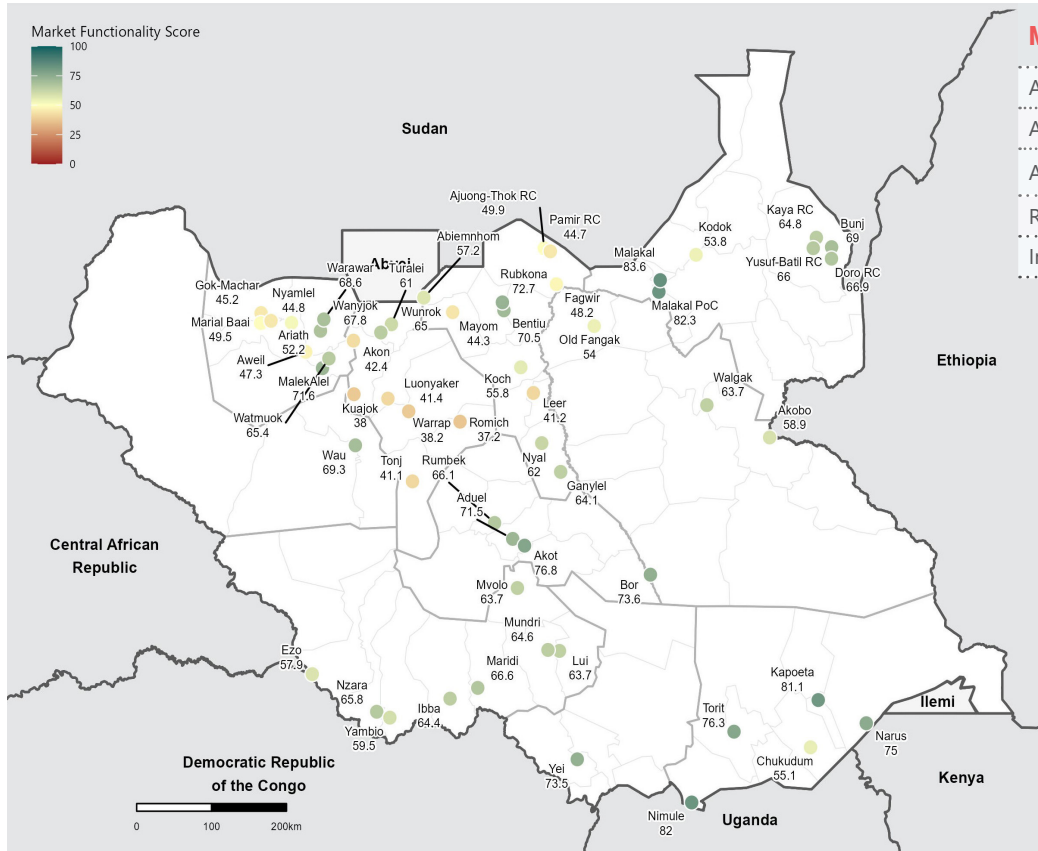 Market Functionality Score
100
75
50
25
0
M
A
A
A
R
In
Sudan
Ajuong-Thok RC
49.9
Pamir RC
44.7
Abiemnhom
57.2
Kodok
53.8
Kaya RC
64.8
Bunj
69
Yusuf-Batil RC
66
Doro RC
66.9
Malakal
83.6
Malakal PoC
82.3
Warawar
68.6
Turalei
61
Gok-Machar
45.2
Nyamlel
44.8
Wanyjok
67.8
Wunrok
65
Rubkona
72.7
Fagwir
48.2
Marial Baai
49.5
Ariath
52.2
Mayom
44.3
Bentiu
70.5
Old Fangak
54
Aweil
47.3
Akon
42.4
Ethiopia
MalekAlel
71.6
Luonyaker
41.4
Koch
55.8
Leer
41.2
Walgak
63.7
Akobo
58.9
Watmuok
65.4
Kuajok
38
Warrap
38.2
Romich
37.2
Wau
69.3
Tonj
41.1
Rumbek
66.1
Nyal
62
Ganylel
64.1
Aduel
71.5
Akot
76.8
Central African
Republic
Mvolo
63.7
Bor
73.6
Mundri
64.6
Lui
63.7
Ezo
57.9
Maridi
66.6
Kapoeta
81.1
Nzara
65.8
Ibba
64.4
Torit
76.3
Ilemi
Yambio
59.5
Narus
75
Chukudum
55.1
Yei
73.5
Democratic Republic
of the Congo
Kenya
0
100
200km
Nimule
82
Uganda